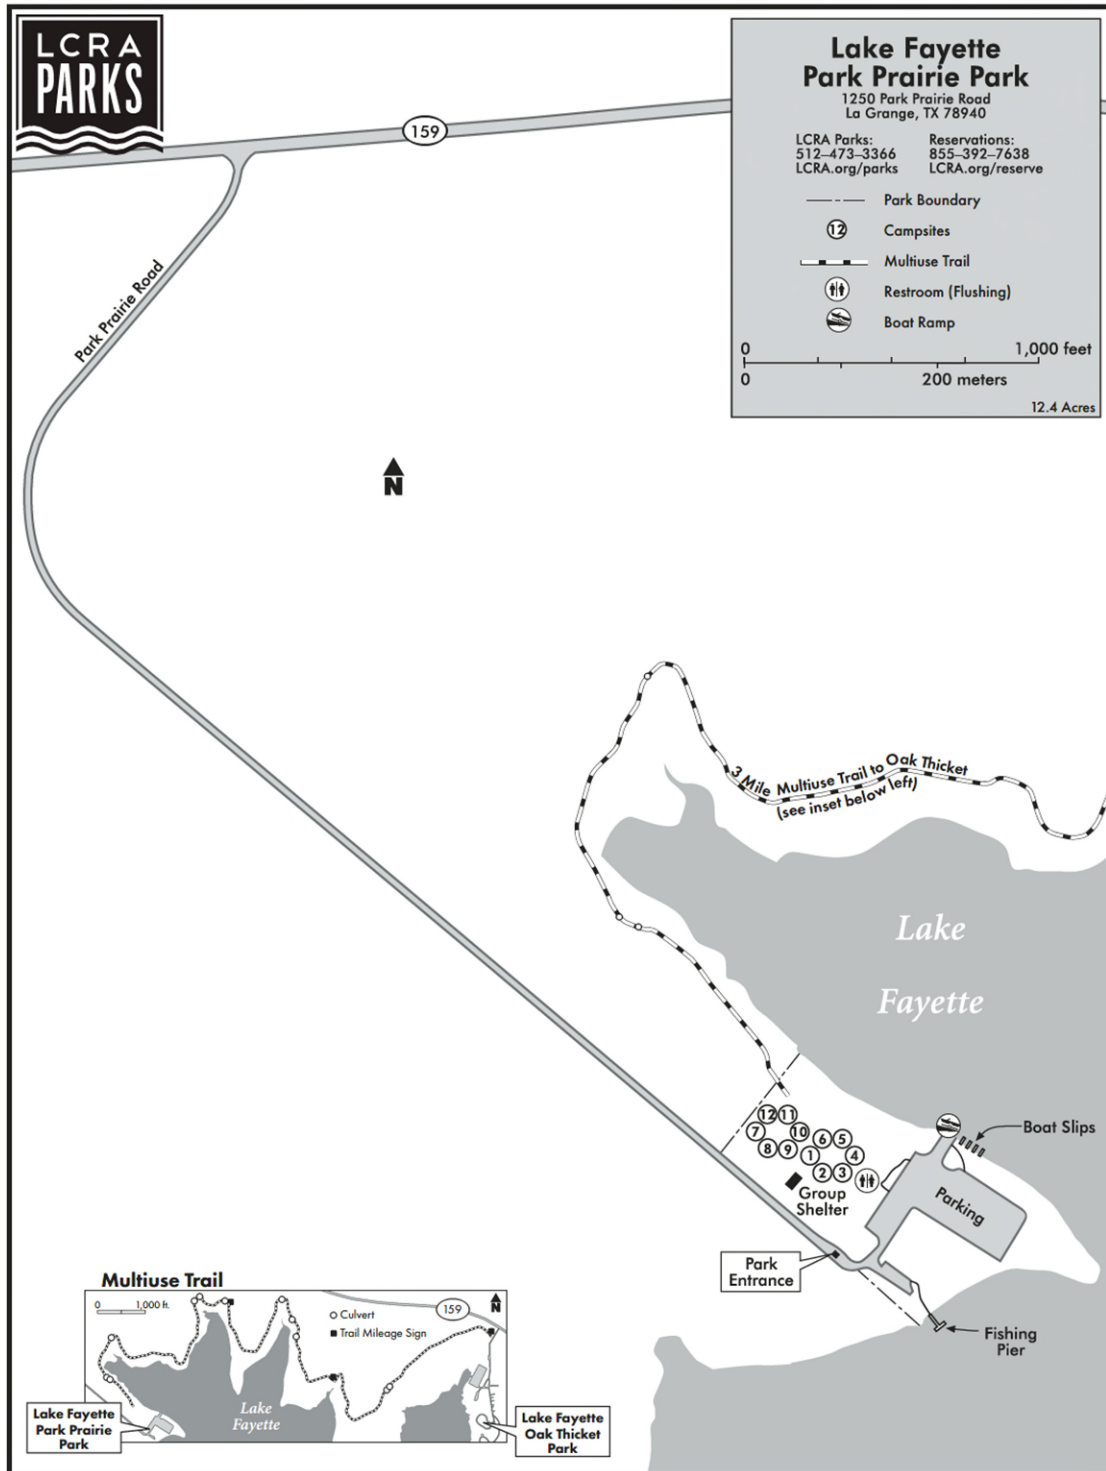 LCRA
PARKS
Lake Fayette
Park Prairie Park
1250 Park Prairie Road
La Grange, TX 78940
LCRA Parks:
512–473–3366
LCRA.org/parks
Reservations:
855–392–7638
LCRA.org/reserve
Park Boundary
12
Campsites
Multiuse Trail
Restroom (Flushing)
Boat Ramp
0
1,000 feet
0
200 meters
12.4 Acres
159
Park Prairie Road
N
3 Mile Multiuse Trail to Oak Thicket
(see inset below left)
Lake
Fayette
12
11
7
10
6
5
8
9
1
4
2
3
Group
Shelter
Boat Slips
Parking
Park
Entrance
Fishing
Pier
Multiuse Trail
0
1,000 ft.
Culvert
Trail Mileage Sign
159
N
Lake
Fayette
Lake Fayette
Park Prairie
Park
Lake Fayette
Oak Thicket
Park